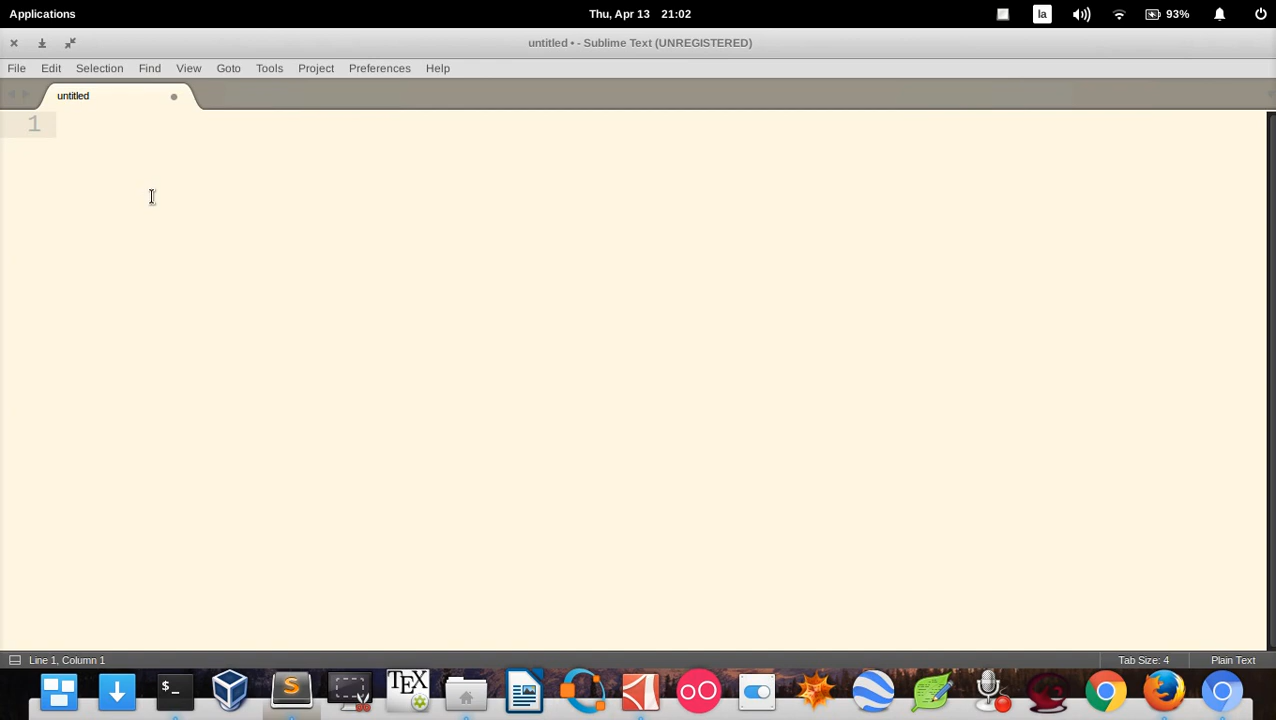 Applications Thu, Apr 13 21:02 la 93%
untitled • - Sublime Text (UNREGISTERED)
File Edit Selection Find View Goto Tools Project Preferences Help
untitled
1
Line 1, Column 1 Tab Size: 4 Plain Text
$_ S TEX